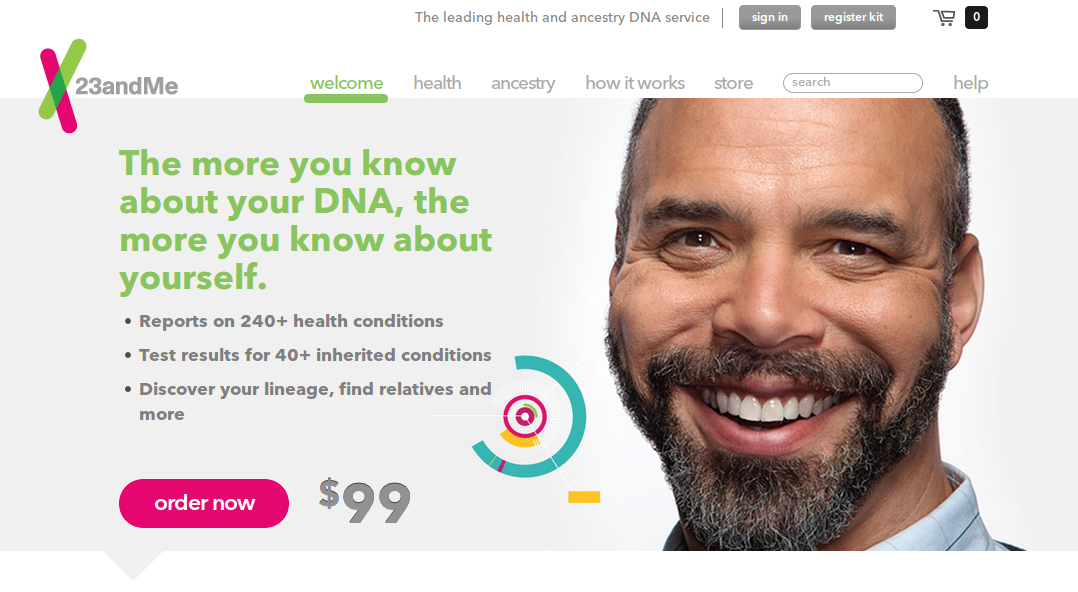 The leading health and ancestry DNA service
sign in
register kit
0
23andMe
welcome
health
ancestry
how it works
store
search
help
The more you know
about your DNA, the
more you know about
yourself.
• Reports on 240+ health conditions
• Test results for 40+ inherited conditions
• Discover your lineage, find relatives and
more
order now
$99